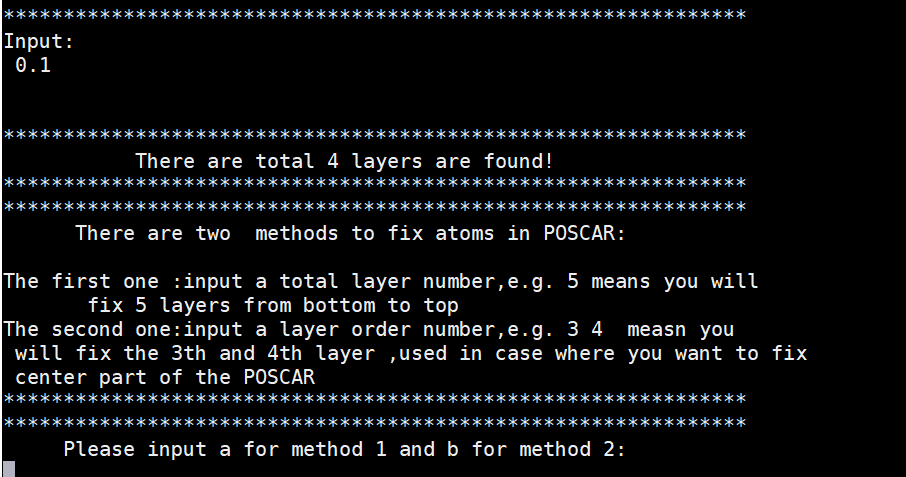 **************************************************************
Input:
0.1
**************************************************************
There are total 4 layers are found!
**************************************************************
**************************************************************
There are two  methods to fix atoms in POSCAR:
The first one :input a total layer number,e.g. 5 means you will
fix 5 layers from bottom to top
The second one:input a layer order number,e.g. 3 4  measn you
will fix the 3th and 4th layer ,used in case where you want to fix
center part of the POSCAR
**************************************************************
**************************************************************
Please input a for method 1 and b for method 2: